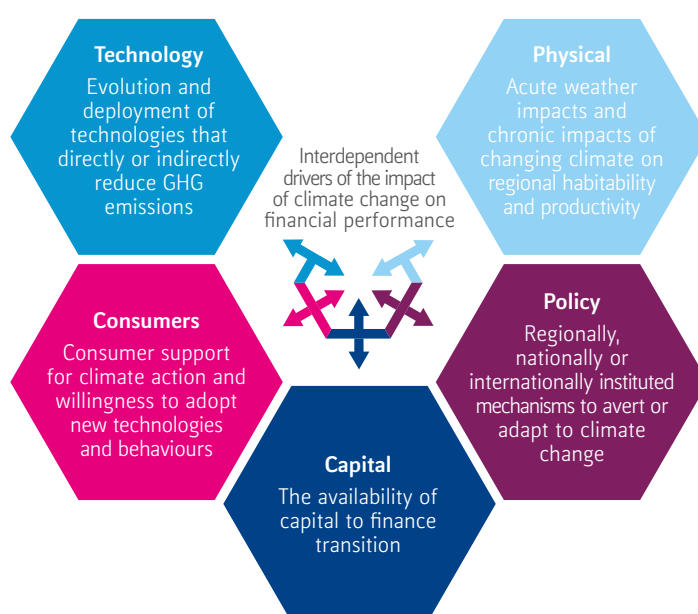 Technology
Evolution and
deployment of
technologies that
directly or indirectly
reduce GHG
emissions
Physical
Acute weather
impacts and
chronic impacts of
changing climate on
regional habitability
and productivity
Interdependent
drivers of the impact
of climate change on
financial performance
Consumers
Consumer support
for climate action and
willingness to adopt
new technologies
and behaviours
Policy
Regionally,
nationally or
internationally instituted
mechanisms to avert or
adapt to climate
change
Capital
The availability of
capital to finance
transition